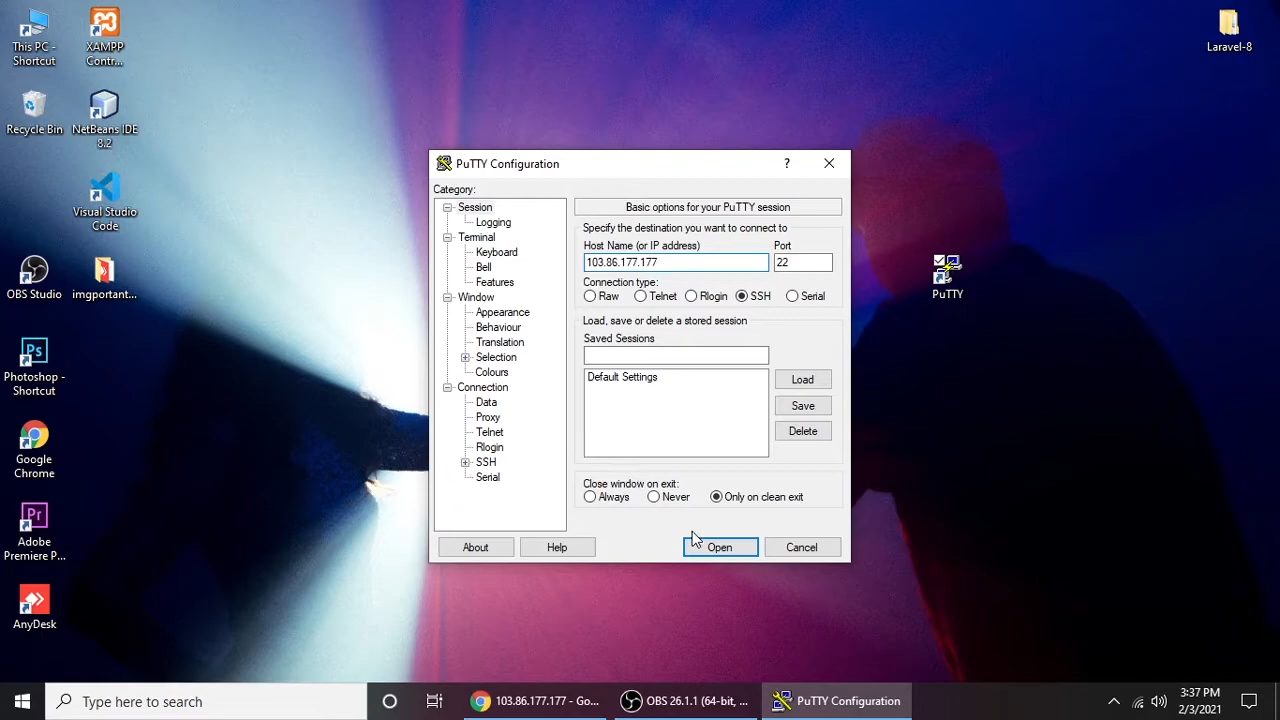 This PC -
Shortcut
XAMPP
Contr...
Laravel-8
Recycle Bin
NetBeans IDE
8.2
Visual Studio
Code
OBS Studio
imgportant...
Photoshop -
Shortcut
Google
Chrome
Adobe
Premiere P...
AnyDesk
PuTTY
PuTTY Configuration
?
Category:
Session
Logging
Terminal
Keyboard
Bell
Features
Window
Appearance
Behaviour
Translation
Selection
Colours
Connection
Data
Proxy
Telnet
Rlogin
SSH
Serial
Basic options for your PuTTY session
Specify the destination you want to connect to
Host Name (or IP address) Port
103.86.177.177 22
Connection type:
Raw Telnet Rlogin SSH Serial
Load, save or delete a stored session
Saved Sessions
Default Settings
Load
Save
Delete
Close window on exit:
Always Never Only on clean exit
About Help Open Cancel
Type here to search
103.86.177.177 - Go...
OBS 26.1.1 (64-bit, ...
PuTTY Configuration
3:37 PM
2/3/2021